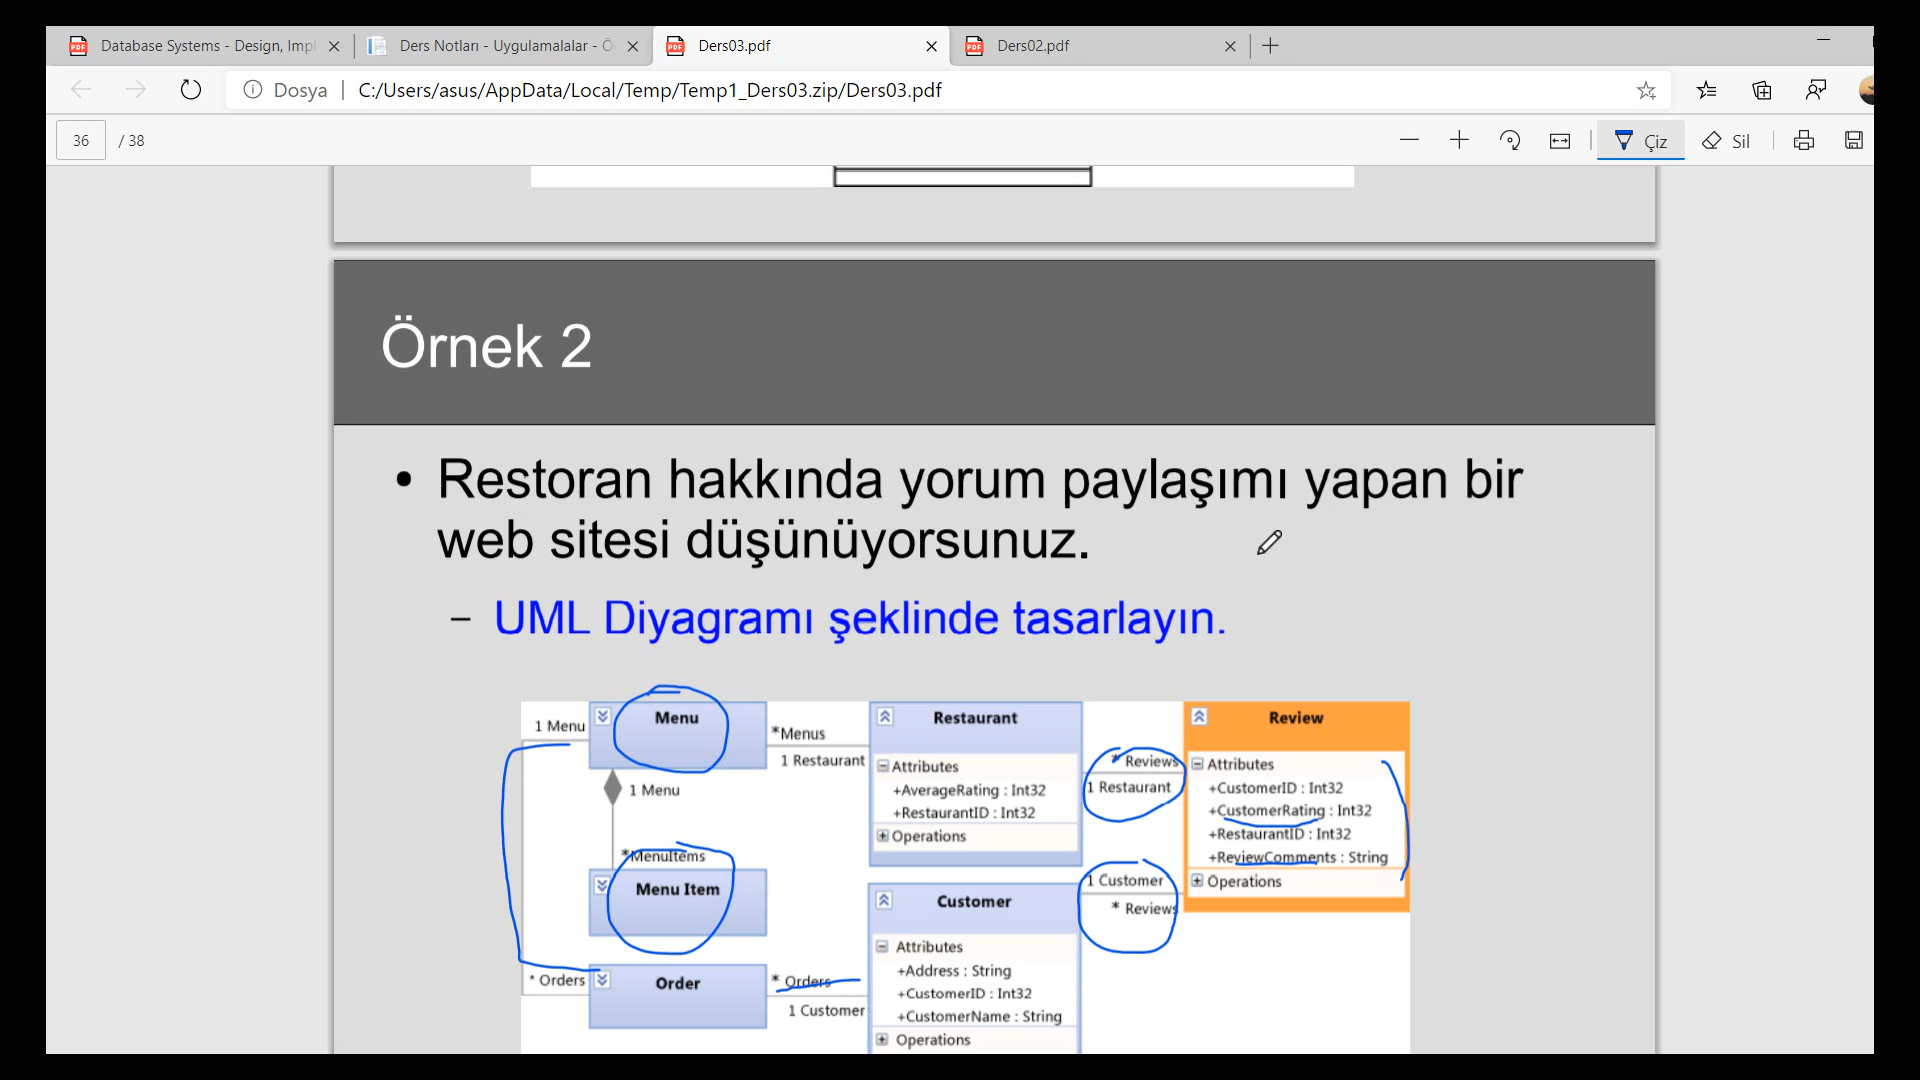 Database Systems - Design, Impl
Ders Notları - Uygulamalalar - Ö
Ders03.pdf
Ders02.pdf
Dosya
C:/Users/asus/AppData/Local/Temp/Temp1_Ders03.zip/Ders03.pdf
36 / 38
Çiz
Sil
Örnek 2
• Restoran hakkında yorum paylaşımı yapan bir
web sitesi düşünüyorsunuz.
– UML Diyagramı şeklinde tasarlayın.
1 Menu
Menu
*Menus
1 Restaurant
1 Menu
*MenuItems
Menu Item
* Orders
Order
* Orders
1 Customer
Restaurant
Attributes
+AverageRating : Int32
+RestaurantID : Int32
Operations
* Reviews
1 Restaurant
Customer
Attributes
+Address : String
+CustomerID : Int32
+CustomerName : String
Operations
1 Customer
* Reviews
Review
Attributes
+CustomerID : Int32
+CustomerRating : Int32
+RestaurantID : Int32
+ReviewComments : String
Operations